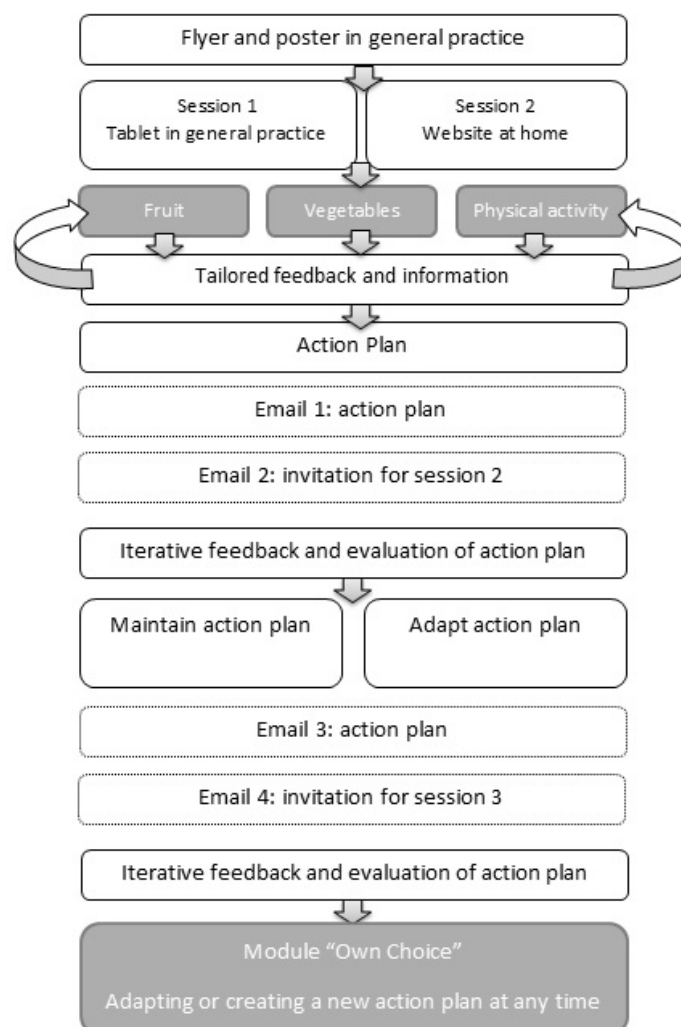 Flyer and poster in general practice
Session 1
Tablet in general practice
Session 2
Website at home
Fruit
Vegetables
Physical activity
Tailored feedback and information
Action Plan
Email 1: action plan
Email 2: invitation for session 2
Iterative feedback and evaluation of action plan
Maintain action plan
Adapt action plan
Email 3: action plan
Email 4: invitation for session 3
Iterative feedback and evaluation of action plan
Module “Own Choice”
Adapting or creating a new action plan at any time